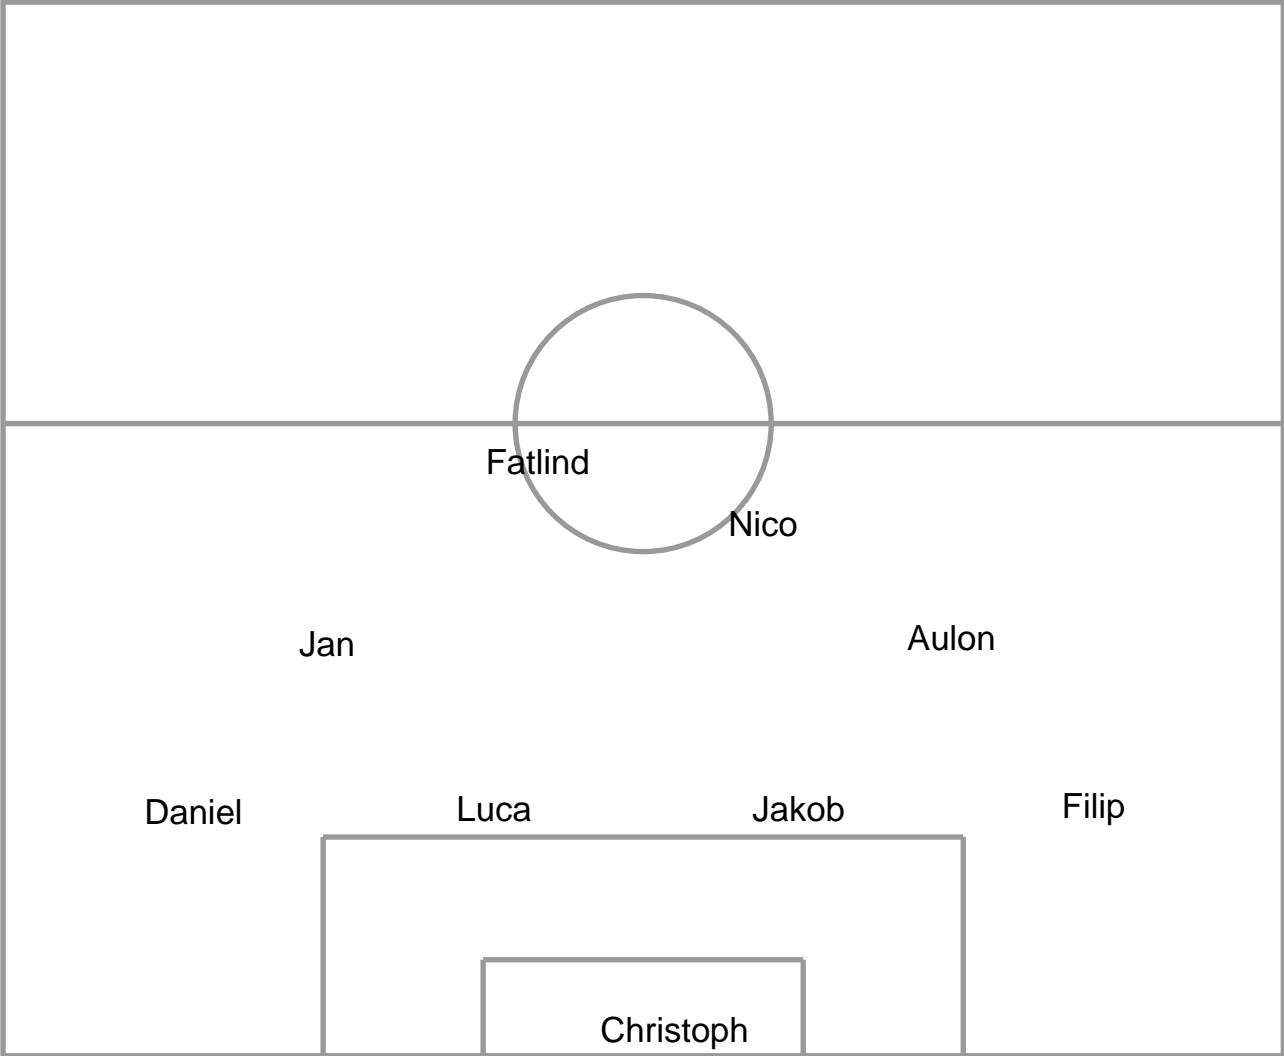 Fatlind
Nico
Jan
Aulon
Daniel
Luca
Jakob
Filip
Christoph